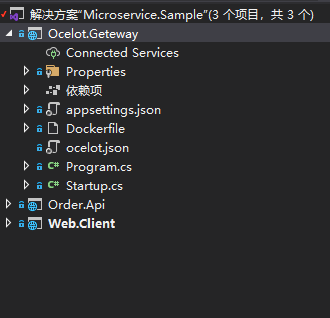 解决方案"Microservice.Sample"(3 个项目，共 3 个)
Ocelot.Geteway
Connected Services
Properties
依赖项
appsettings.json
Dockerfile
ocelot.json
C# Program.cs
C# Startup.cs
Order.Api
Web.Client